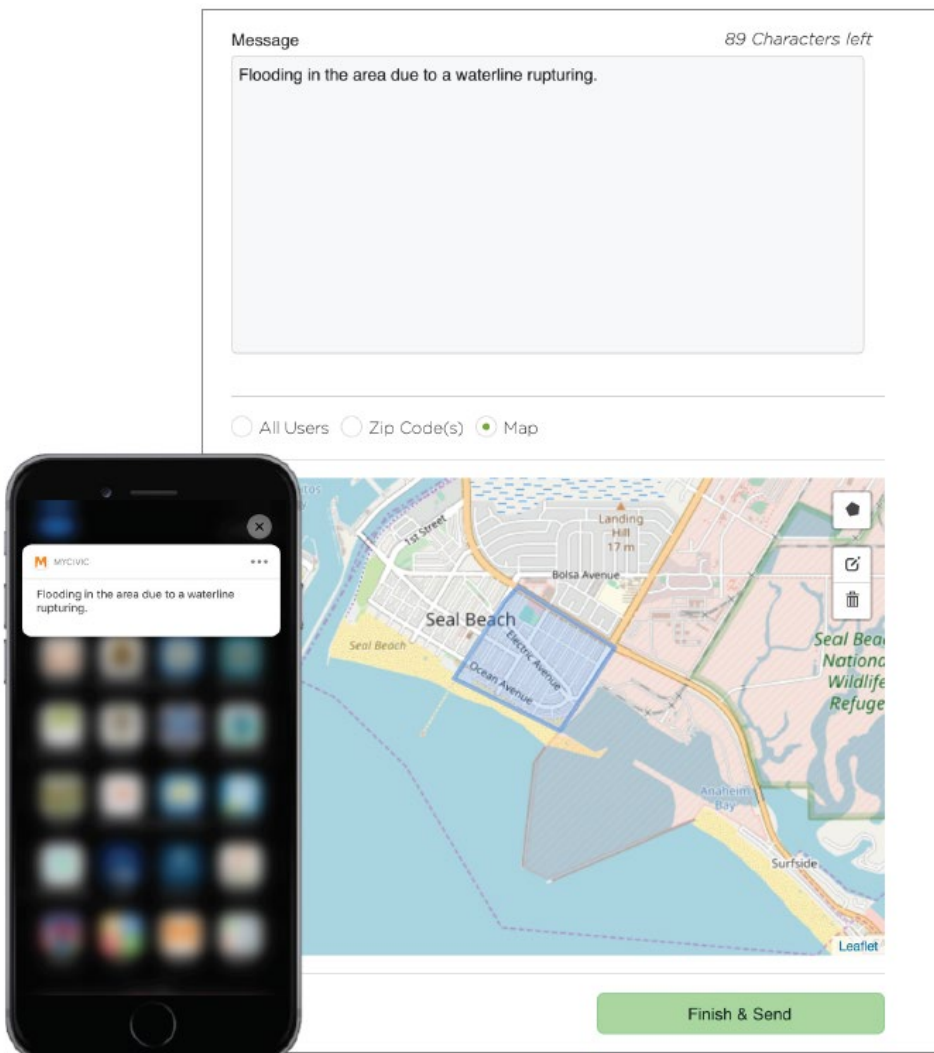 Message
89 Characters left
Flooding in the area due to a waterline rupturing.
All Users
Zip Code(s)
Map
MYCIVIC
Flooding in the area due to a waterline
rupturing.
1st Street
Landing
Hill
17 m
Bolsa Avenue
Seal Beach
Seal Beach
Electric Avenue
Ocean Avenue
Seal Bea
Nationa
Wildlife
Refuge
Anaheim
Bay
Surfside
Leaflet
Finish & Send